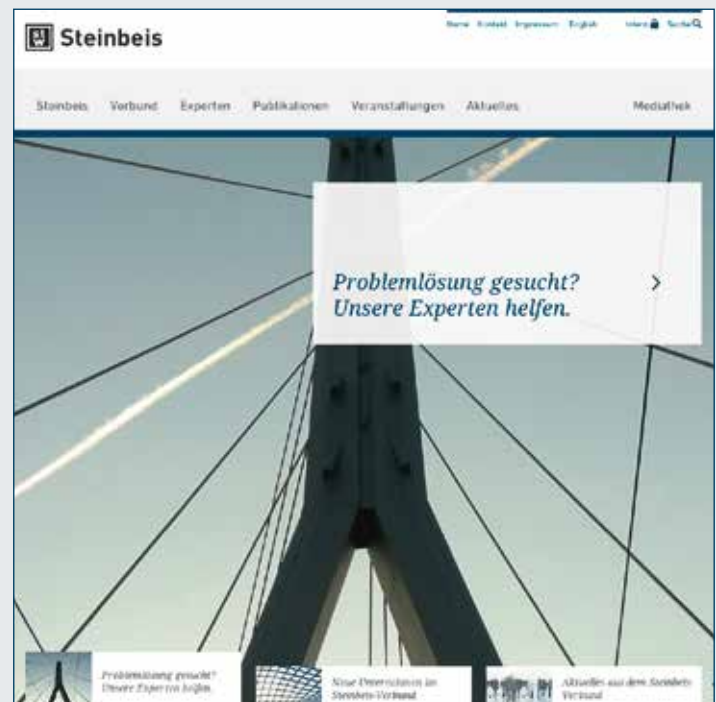 Steinbeis
Home Kontakt Impressum English Intern Suche
Steinbeis Verbund Experten Publikationen Veranstaltungen Aktuelles Mediathek
Problemlösung gesucht?
Unsere Experten helfen.
Problemlösung gesucht?
Unsere Experten helfen.
Neue Unternehmen im
Steinbeis-Verbund
Aktuelles aus dem Steinbeis-
Verbund